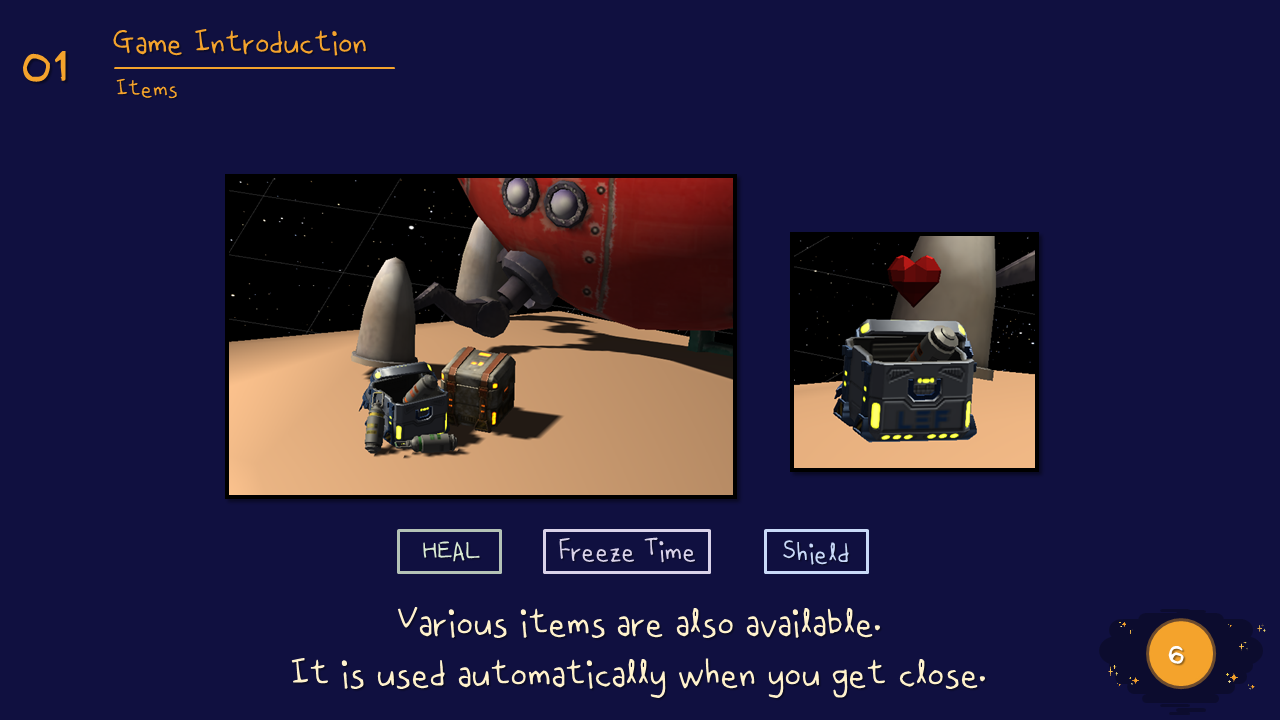 01
Game Introduction
Items
HEAL
Freeze Time
Shield
Various items are also available.
It is used automatically when you get close.
6